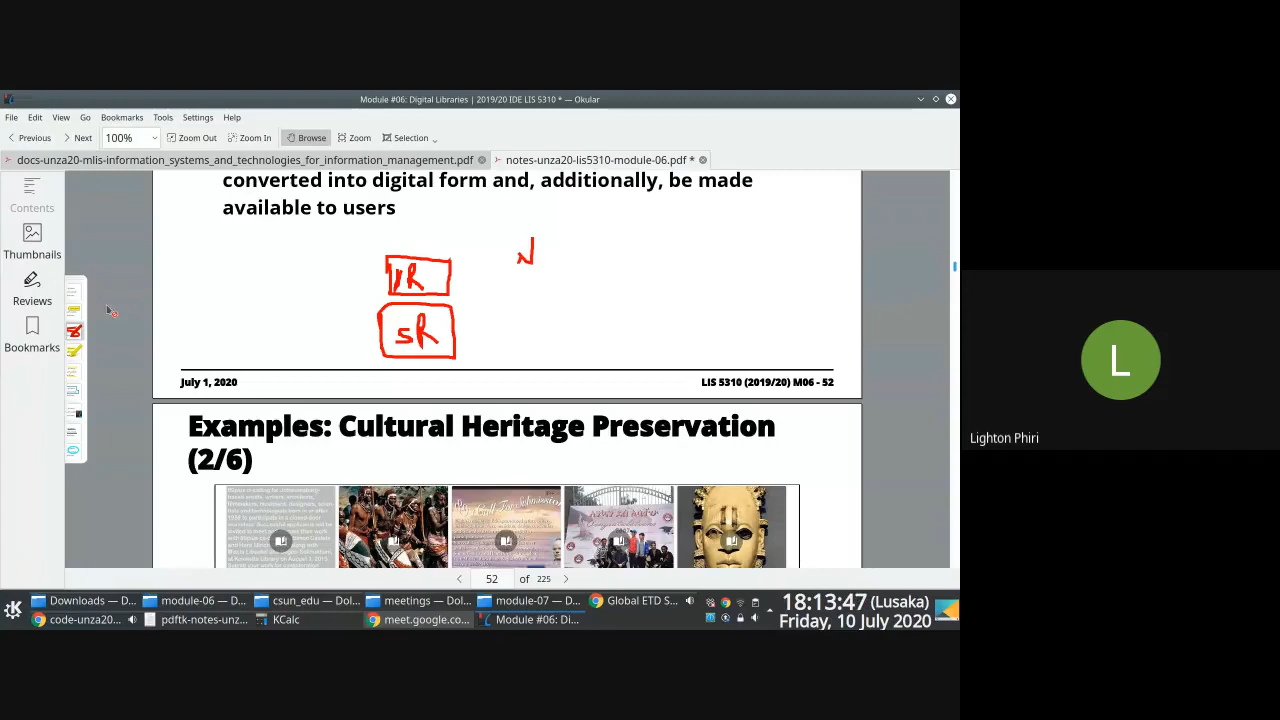 Module #06: Digital Libraries | 2019/20 IDE LIS 5310 * — Okular
File Edit View Go Bookmarks Tools Settings Help
Previous Next 100% Zoom Out Zoom In Browse Zoom Selection
docs-unza20-mlis-information_systems_and_technologies_for_information_management.pdf notes-unza20-lis5310-module-06.pdf *
Contents
Thumbnails
Reviews
Bookmarks
converted into digital form and, additionally, be made
available to users
IR
SR
July 1, 2020 LIS 5310 (2019/20) M06 - 52
Examples: Cultural Heritage Preservation
(2/6)
52 of 225
Downloads — D... module-06 — D... csun_edu — Dol... meetings — Dol... module-07 — D... Global ETD S...
code-unza20... pdftk-notes-unz... KCalc meet.google.co... Module #06: Di...
18:13:47 (Lusaka)
Friday, 10 July 2020
L
Lighton Phiri